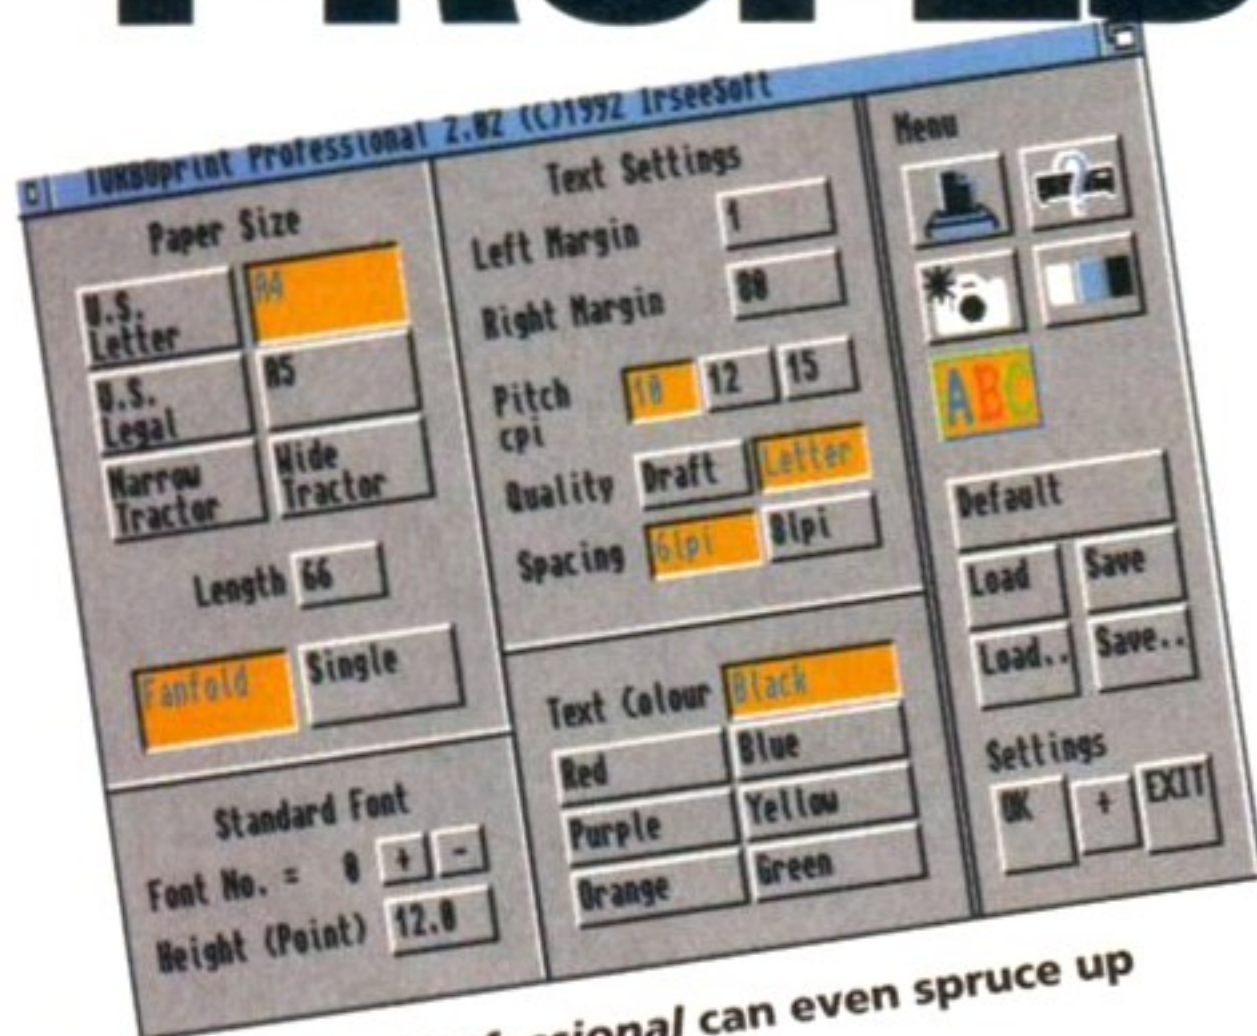 TURBOprint Professional 2.02 (C)1992 IrseeSoft
Paper Size
U.S. Letter
A4
U.S. Legal
A5
Narrow Tractor
Wide Tractor
Length 66
Fanfold
Single
Standard Font
Font No. = 0 + -
Height (Point) 12.0
Text Settings
Left Margin 1
Right Margin 80
Pitch cpi 10 12 15
Quality Draft Letter
Spacing 6lpi 8lpi
Text Colour Black
Red Blue
Purple Yellow
Orange Green
Menu
?
ABC
Default
Load Save
Load.. Save..
Settings
OK + EXIT
can even spruce up